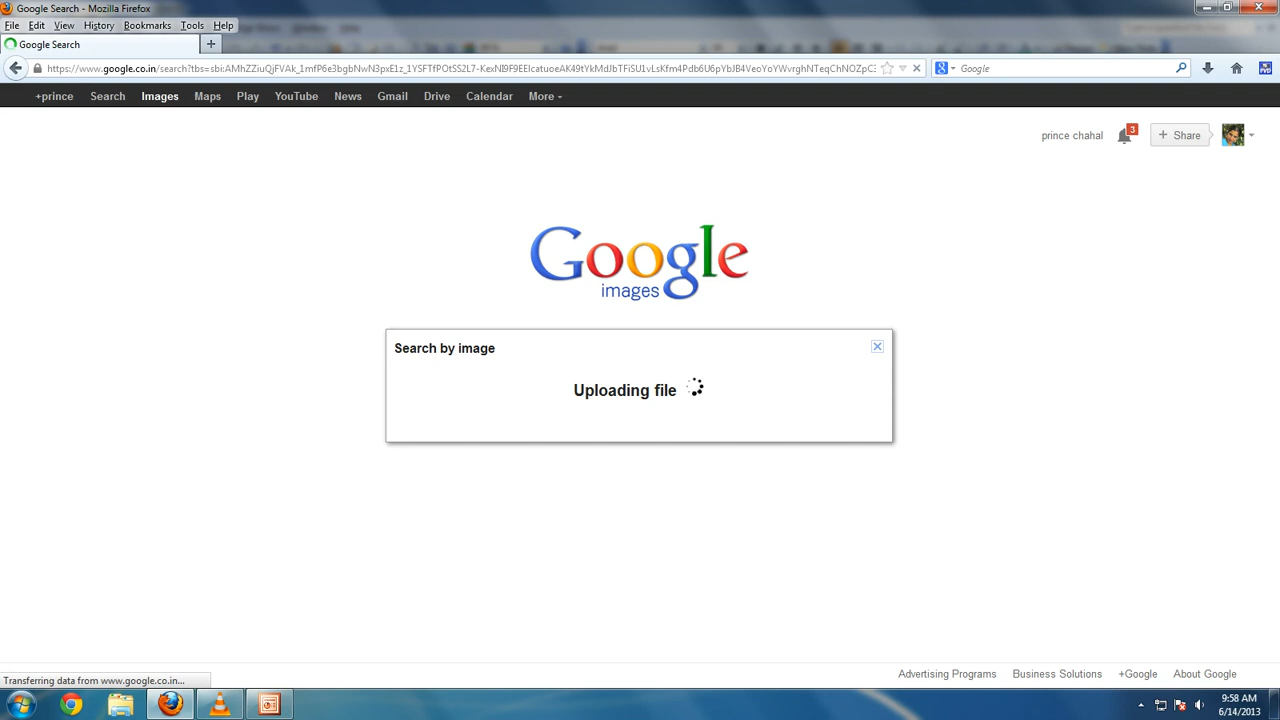 Google Search - Mozilla Firefox
File Edit View History Bookmarks Tools Help
Google Search
+prince Search Images Maps Play YouTube News Gmail Drive Calendar More
prince chahal 3 + Share
Google
images
Search by image
Uploading file
Advertising Programs Business Solutions +Google About Google
Transferring data from www.google.co.in...
9:58 AM
6/14/2013